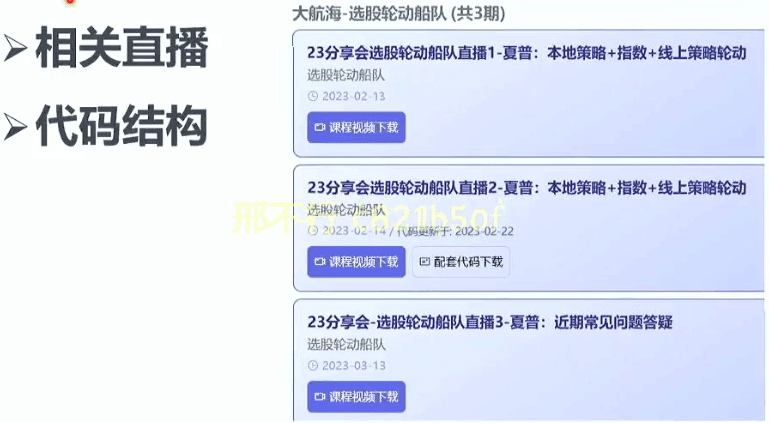 ➢相关直播
➢代码结构
大航海-选股轮动船队 (共3期)
23分享会选股轮动船队直播1-夏普：本地策略+指数+线上策略轮动
选股轮动船队
2023-02-13
课程视频下载
23分享会选股轮动船队直播2-夏普：本地策略+指数+线上策略轮动
选股轮动船队
2023-02-14 / 代码更新于: 2023-02-22
课程视频下载 配套代码下载
23分享会-选股轮动船队直播3-夏普：近期常见问题答疑
选股轮动船队
2023-03-13
课程视频下载